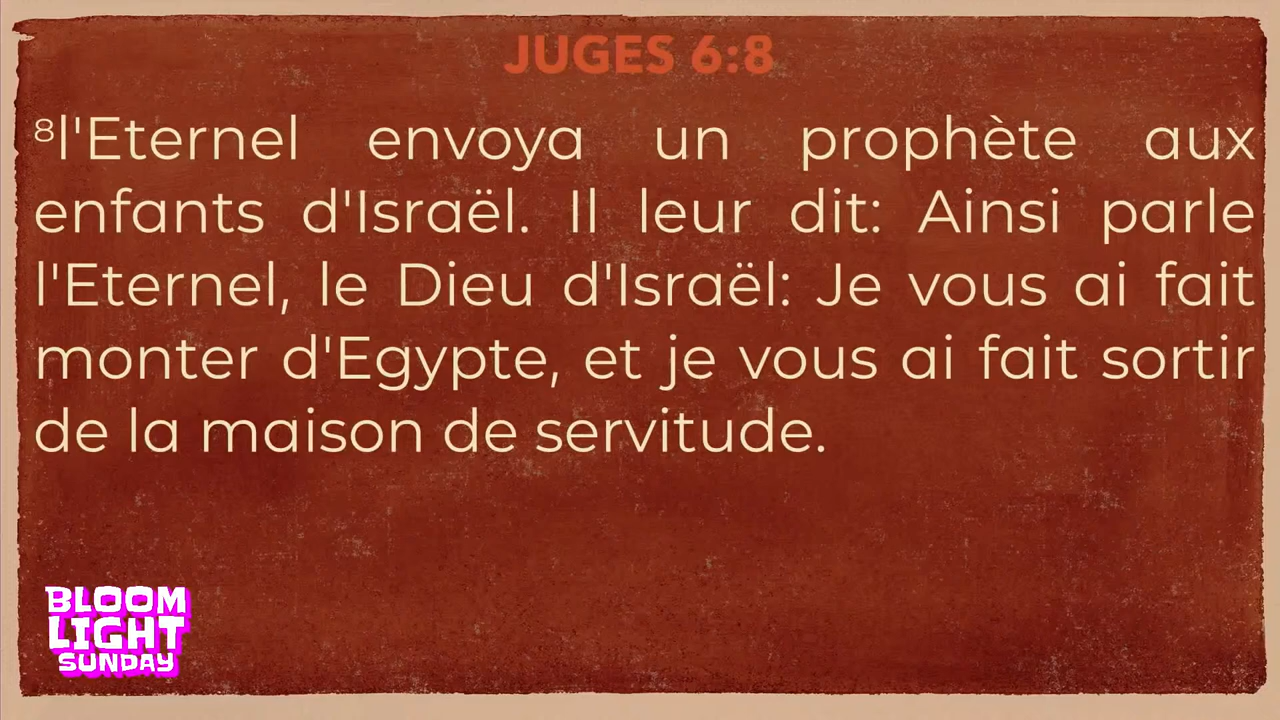 JUGES 6:8
8l'Eternel envoya un prophète aux
enfants d'Israël. Il leur dit: Ainsi parle
l'Eternel, le Dieu d'Israël: Je vous ai fait
monter d'Egypte, et je vous ai fait sortir
de la maison de servitude.
BLOOM
LIGHT
SUNDAY